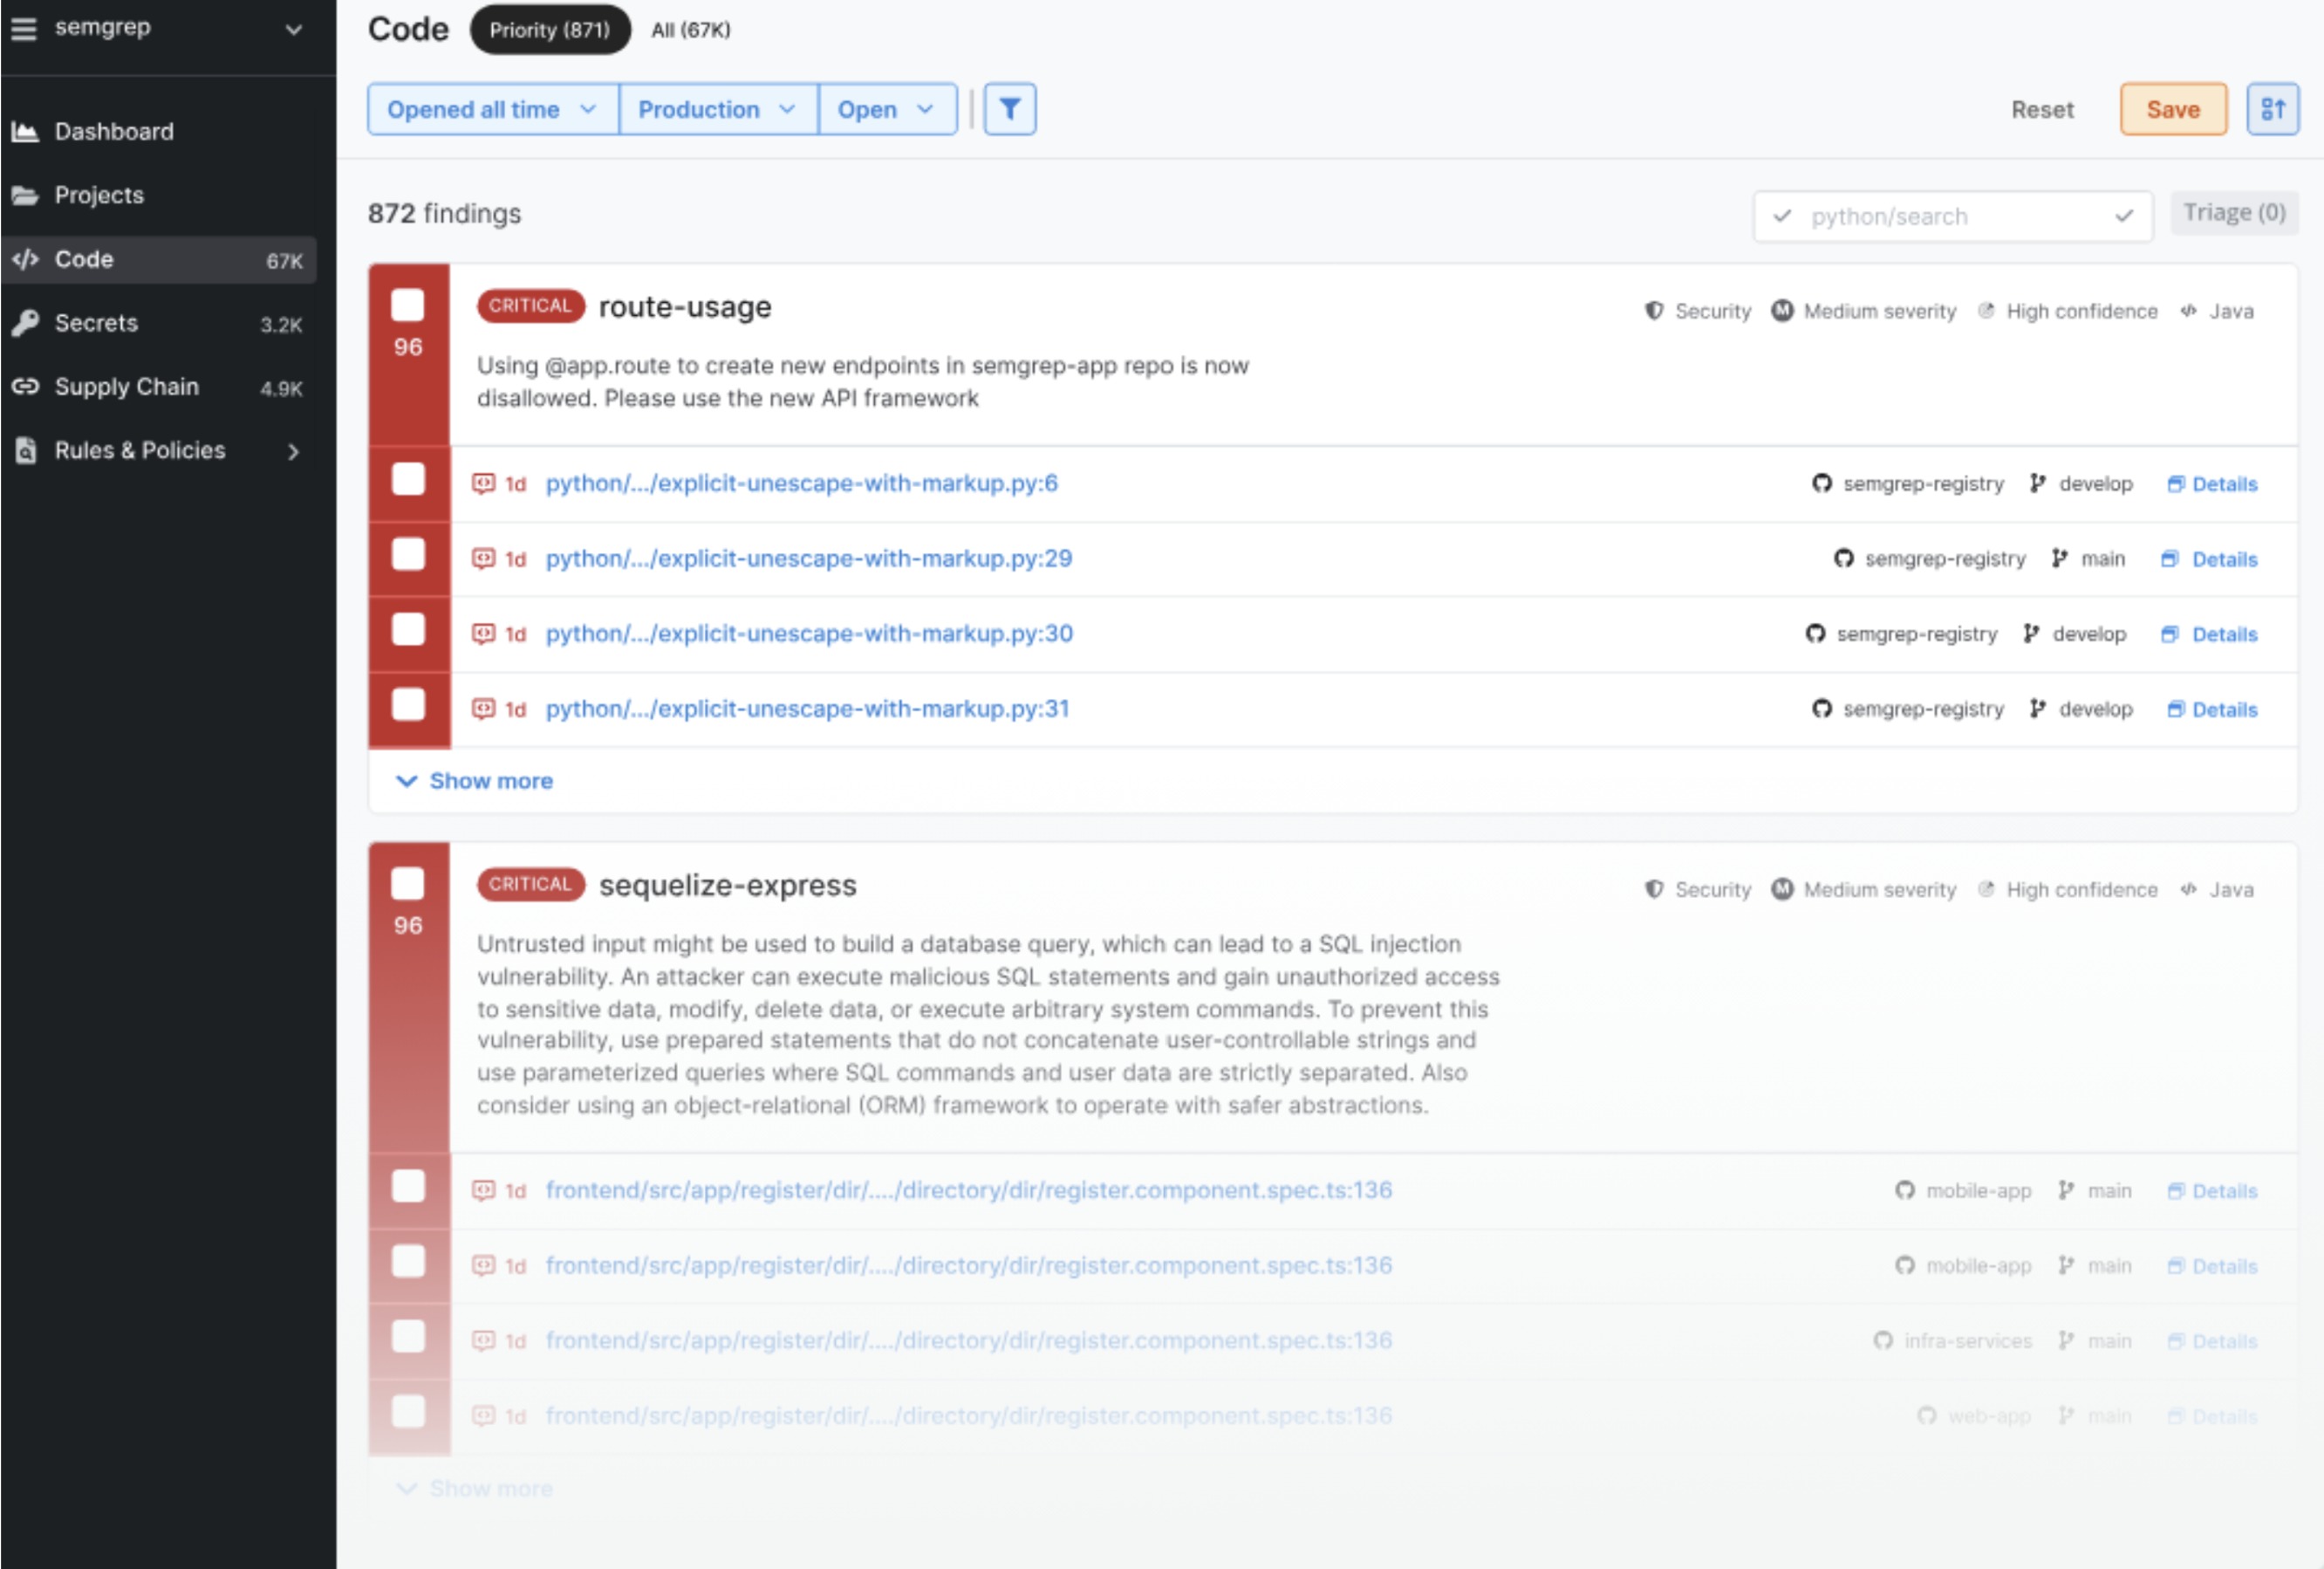 semgrep
Dashboard
Projects
Code 67K
Secrets 3.2K
Supply Chain 4.9K
Rules & Policies
Code Priority (871) All (67K)
Opened all time Production Open Reset Save
872 findings python/search Triage (0)
CRITICAL route-usage Security M Medium severity High confidence Java
96
Using @app.route to create new endpoints in semgrep-app repo is now
disallowed. Please use the new API framework
1d python/.../explicit-unescape-with-markup.py:6 semgrep-registry develop Details
1d python/.../explicit-unescape-with-markup.py:29 semgrep-registry main Details
1d python/.../explicit-unescape-with-markup.py:30 semgrep-registry develop Details
1d python/.../explicit-unescape-with-markup.py:31 semgrep-registry develop Details
Show more
CRITICAL sequelize-express Security M Medium severity High confidence Java
96
Untrusted input might be used to build a database query, which can lead to a SQL injection
vulnerability. An attacker can execute malicious SQL statements and gain unauthorized access
to sensitive data, modify, delete data, or execute arbitrary system commands. To prevent this
vulnerability, use prepared statements that do not concatenate user-controllable strings and
use parameterized queries where SQL commands and user data are strictly separated. Also
consider using an object-relational (ORM) framework to operate with safer abstractions.
1d frontend/src/app/register/dir/..../directory/dir/register.component.spec.ts:136 mobile-app main Details
1d frontend/src/app/register/dir/..../directory/dir/register.component.spec.ts:136 mobile-app main Details
1d frontend/src/app/register/dir/..../directory/dir/register.component.spec.ts:136 infra-services main Details
1d frontend/src/app/register/dir/..../directory/dir/register.component.spec.ts:136 web-app main Details
Show more